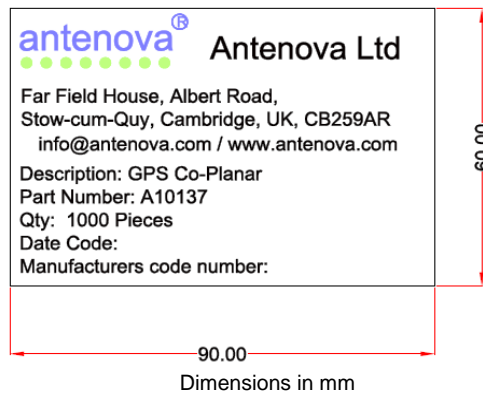 antenova®
Antenova Ltd
Far Field House, Albert Road,
Stow-cum-Quy, Cambridge, UK, CB259AR
info@antenova.com / www.antenova.com
Description: GPS Co-Planar
Part Number: A10137
Qty: 1000 Pieces
Date Code:
Manufacturers code number:
60.00
90.00
Dimensions in mm